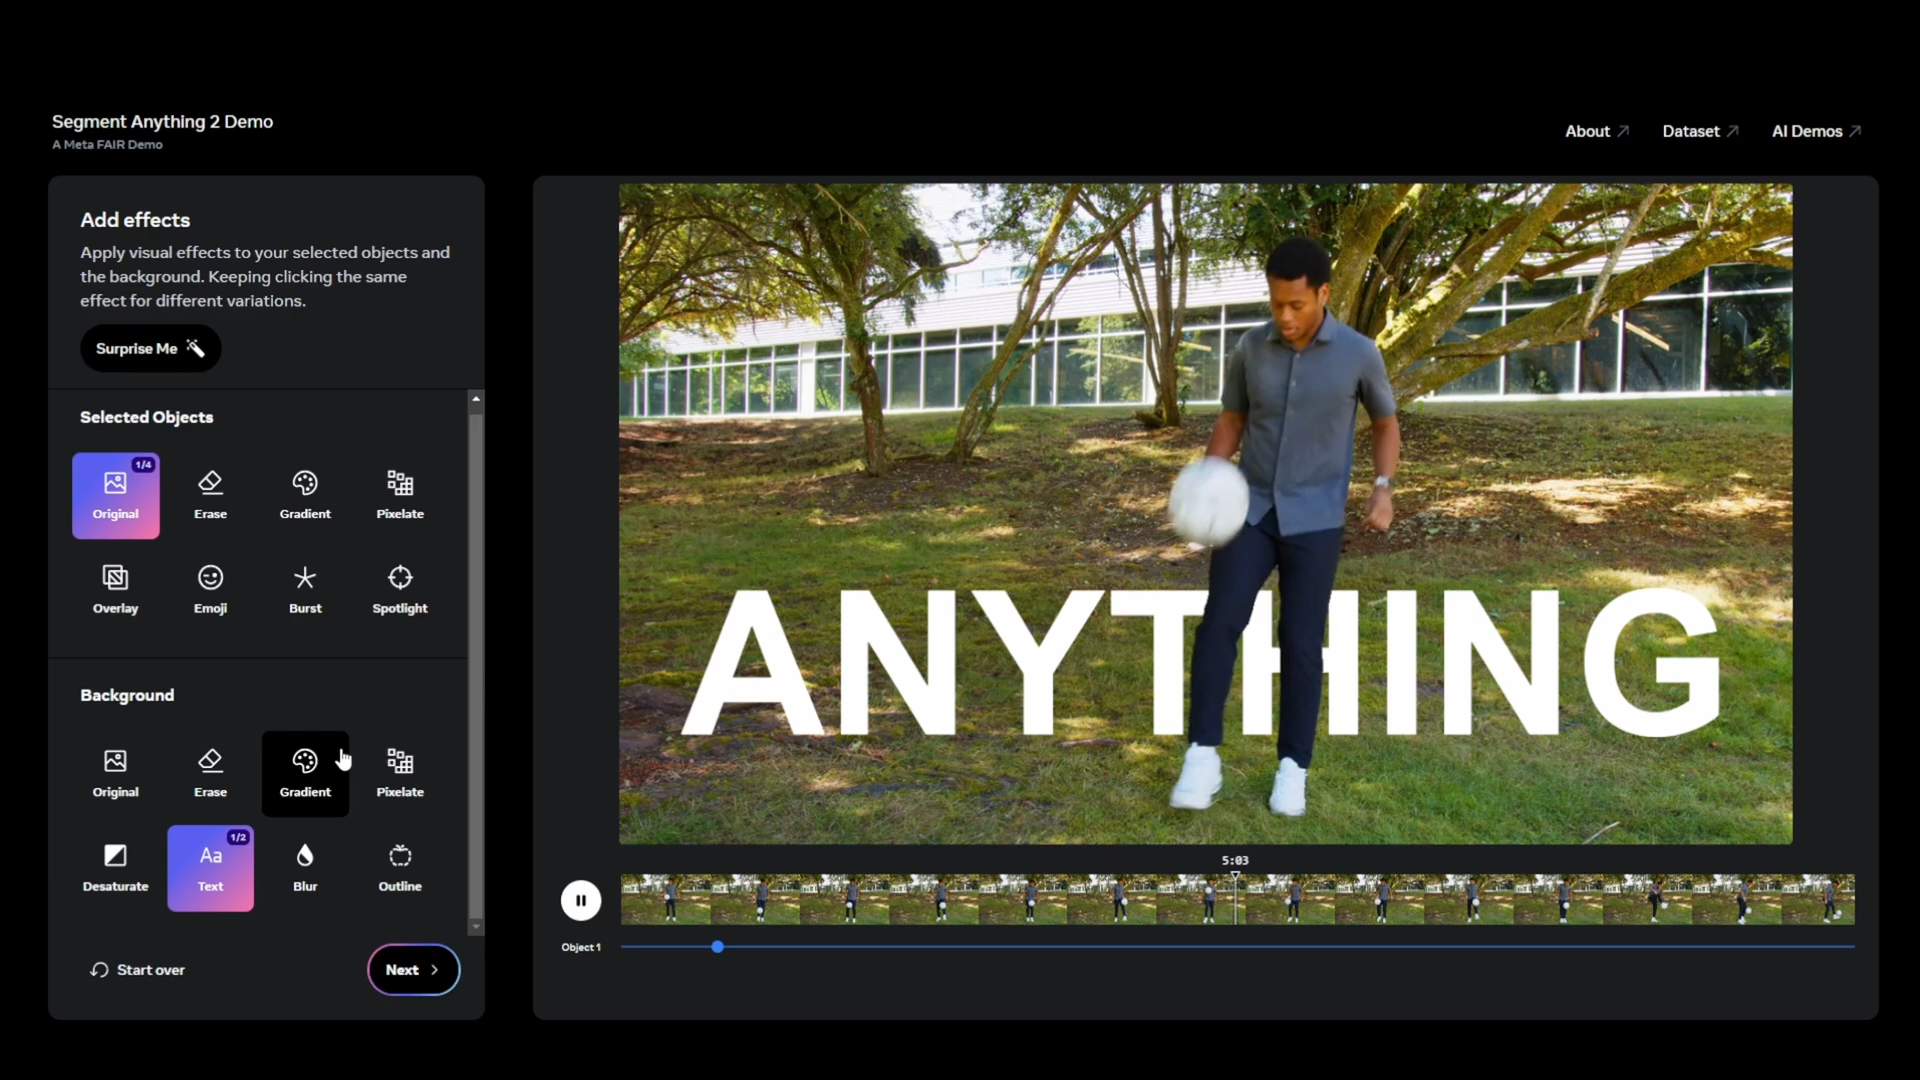 Segment Anything 2 Demo
A Meta FAIR Demo
About
Dataset
AI Demos
Add effects
Apply visual effects to your selected objects and
the background. Keeping clicking the same
effect for different variations.
Surprise Me
Selected Objects
1/4
Original
Erase
Gradient
Pixelate
Overlay
Emoji
Burst
Spotlight
Background
Original
Erase
Gradient
Pixelate
Desaturate
1/2
Aa
Text
Blur
Outline
Start over
Next
ANYTHING
5:03
Object 1